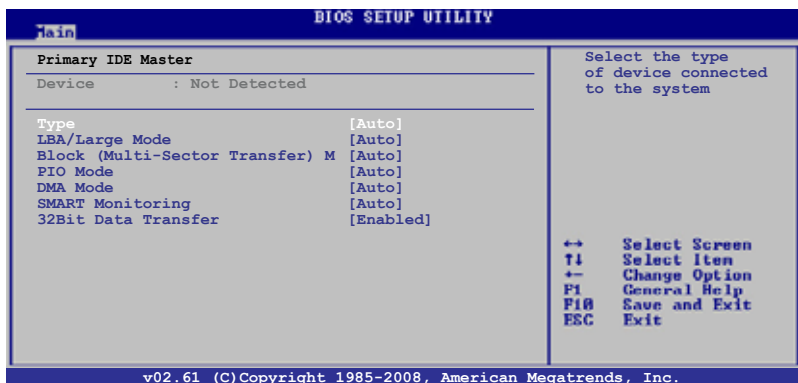 BIOS SETUP UTILITY
Main
Primary IDE Master
Device : Not Detected
Type [Auto]
LBA/Large Mode [Auto]
Block (Multi-Sector Transfer) M [Auto]
PIO Mode [Auto]
DMA Mode [Auto]
SMART Monitoring [Auto]
32Bit Data Transfer [Enabled]
Select the type
of device connected
to the system
←→ Select Screen
↑↓ Select Item
+- Change Option
F1 General Help
F10 Save and Exit
ESC Exit
v02.61 (C)Copyright 1985-2008, American Megatrends, Inc.